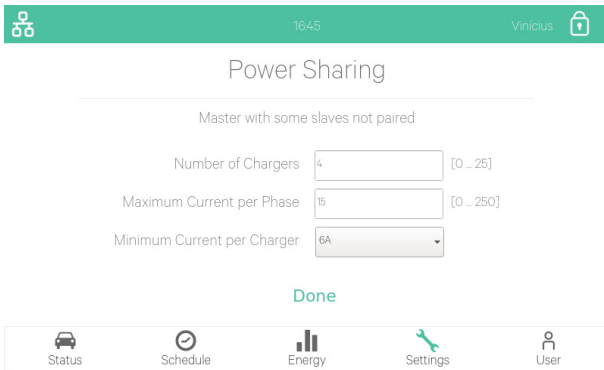 16:45 Vinícius
Power Sharing
Master with some slaves not paired
Number of Chargers 4 [0 ... 25]
Maximum Current per Phase 15 [0 ... 250]
Minimum Current per Charger 6A
Done
Status Schedule Energy Settings User